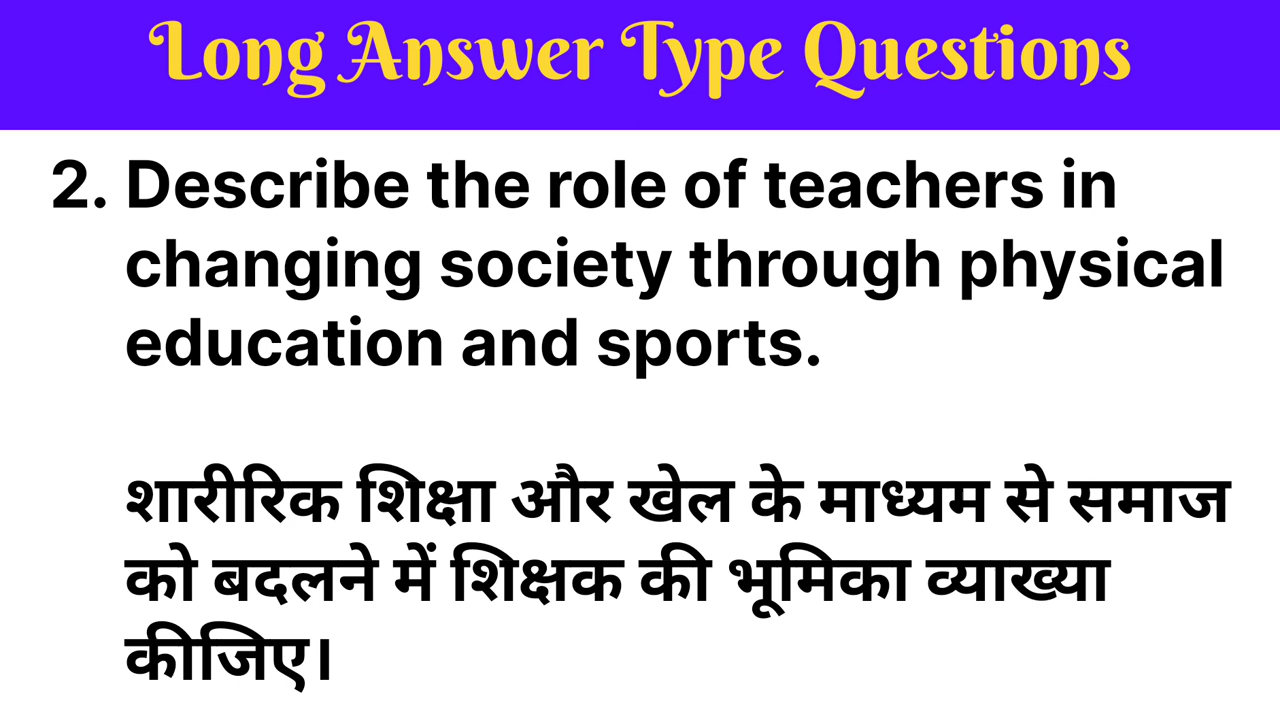 Long Answer Type Questions
2. Describe the role of teachers in
changing society through physical
education and sports.
शारीरिक शिक्षा और खेल के माध्यम से समाज
को बदलने में शिक्षक की भूमिका व्याख्या
कीजिए।